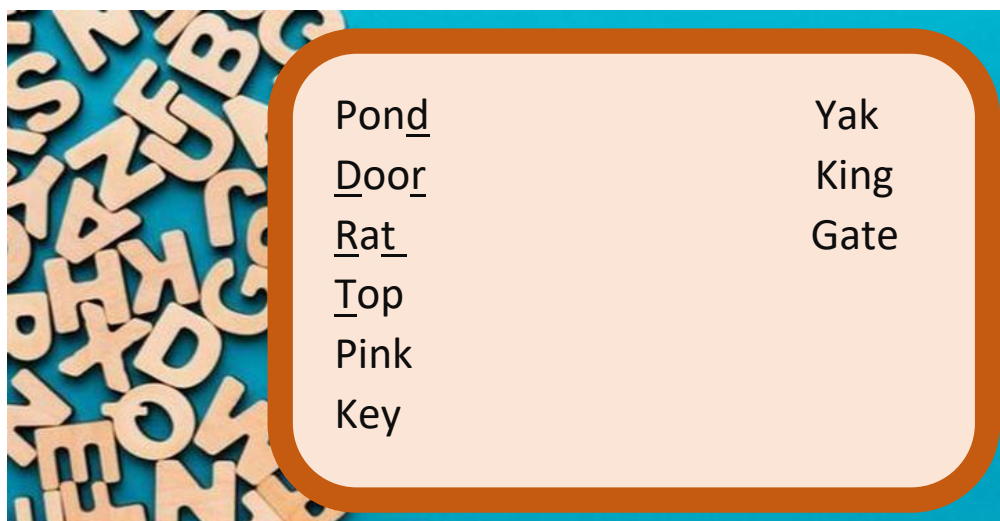 Pond
Door
Rat
Top
Pink
Key
Yak
King
Gate